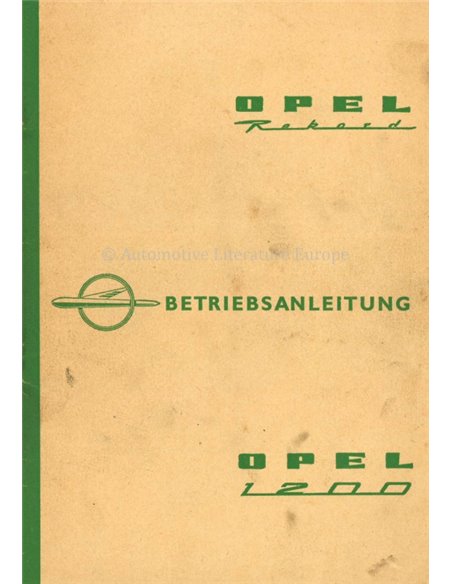 OPEL
Rekord
© Automotive Literature Europe
BETRIEBSANLEITUNG
OPEL
1200